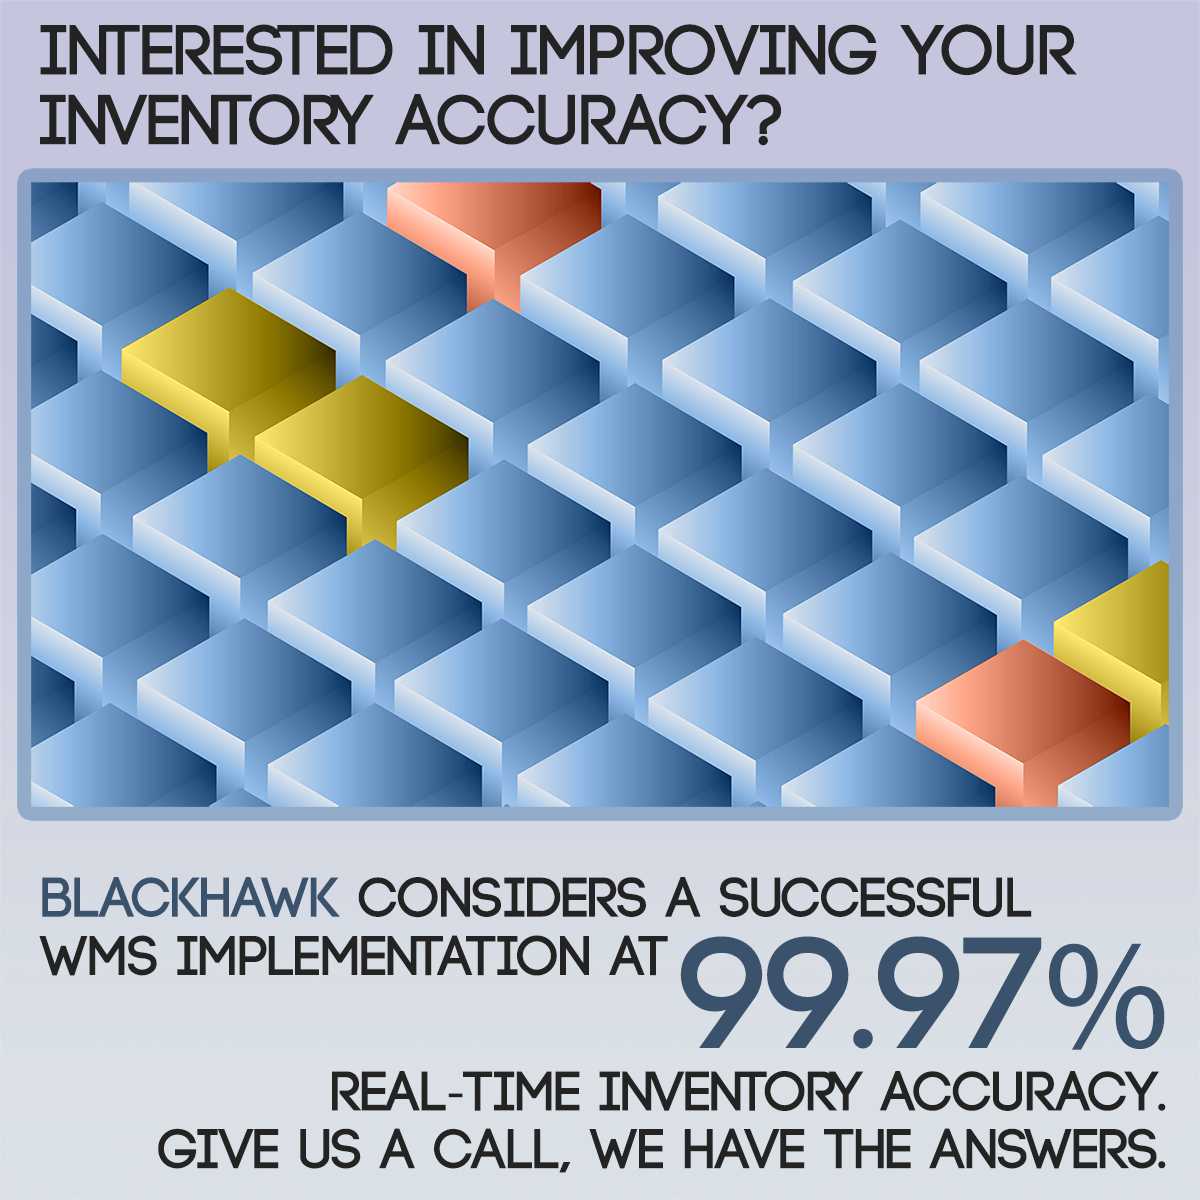 INTERESTED IN IMPROVING YOUR
INVENTORY ACCURACY?
BLACKHAWK CONSIDERS A SUCCESSFUL
WMS IMPLEMENTATION AT 99.97%
REAL-TIME INVENTORY ACCURACY.
GIVE US A CALL, WE HAVE THE ANSWERS.